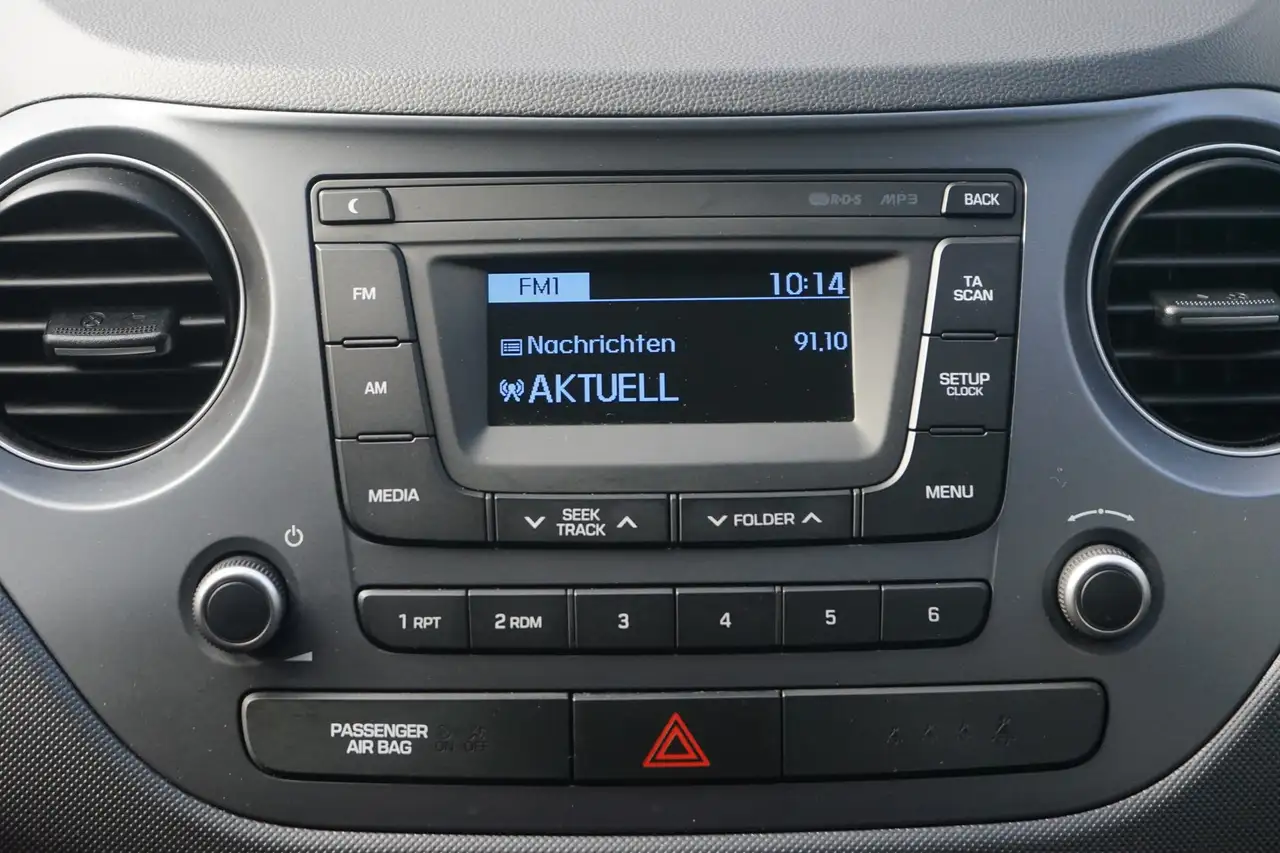 R·D·S MP3 BACK
FM
FM1 10:14
TA
SCAN
Nachrichten 91.10
AM
AKTUELL
SETUP
CLOCK
MEDIA
SEEK
TRACK
FOLDER
MENU
1 RPT 2 RDM 3 4 5 6
PASSENGER
AIR BAG
ON OFF